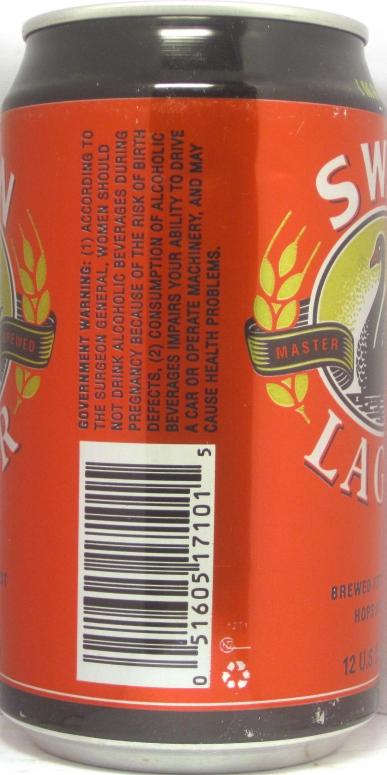 GOVERNMENT WARNING: (1) ACCORDING TO
THE SURGEON GENERAL, WOMEN SHOULD
NOT DRINK ALCOHOLIC BEVERAGES DURING
PREGNANCY BECAUSE OF THE RISK OF BIRTH
DEFECTS. (2) CONSUMPTION OF ALCOHOLIC
BEVERAGES IMPAIRS YOUR ABILITY TO DRIVE
A CAR OR OPERATE MACHINERY, AND MAY
CAUSE HEALTH PROBLEMS.
0 51605 17101 5
SW
MASTER
LAG
BREWED
HOPS
12 U.S.
N
BREWED
R